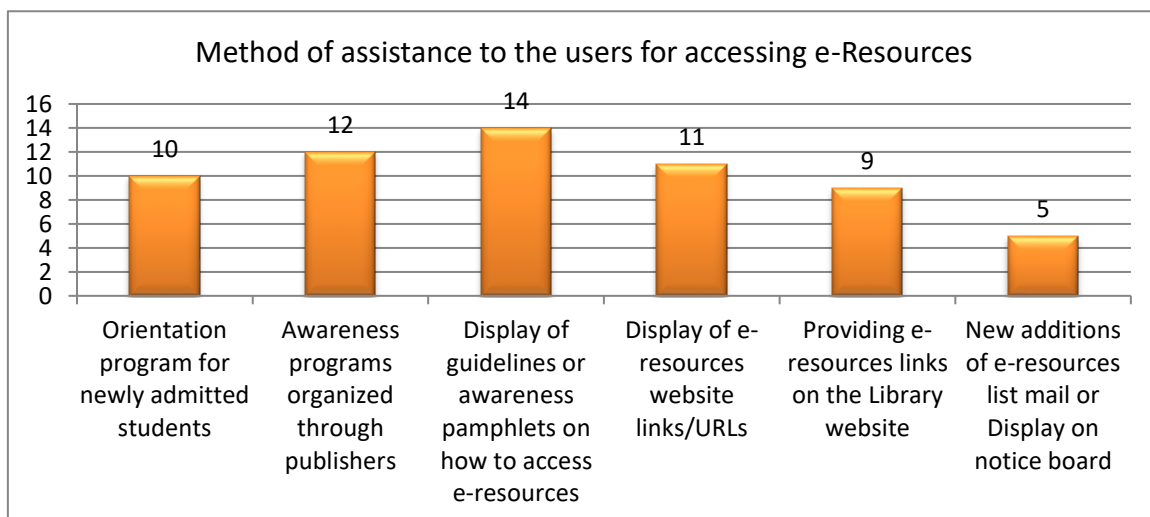 Method of assistance to the users for accessing e-Resources
16
14
12
10
8
6
4
2
0
10
12
14
11
9
5
Orientation
program for
newly admitted
students
Awareness
programs
organized
through
publishers
Display of
guidelines or
awareness
pamphlets on
how to access
e-resources
Display of e-
resources
website
links/URLs
Providing e-
resources links
on the Library
website
New additions
of e-resources
list mail or
Display on
notice board